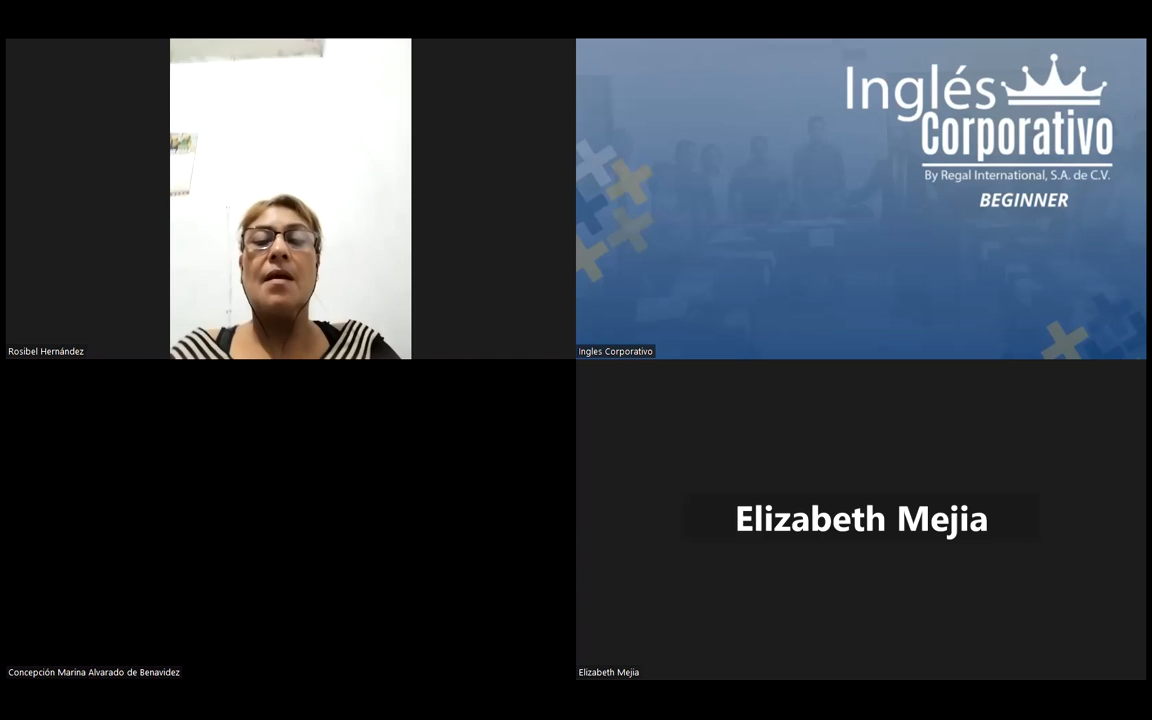 Inglés
Corporativo
By Regal International, S.A. de C.V.
BEGINNER
Rosibel Hernández
Ingles Corporativo
Elizabeth Mejia
Concepción Marina Alvarado de Benavidez
Elizabeth Mejia